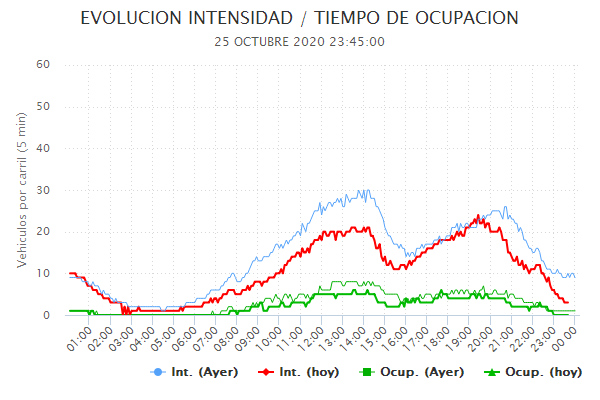 EVOLUCION INTENSIDAD / TIEMPO DE OCUPACION
25 OCTUBRE 2020 23:45:00
Vehiculos por carril (5 min)
60
50
40
30
20
10
0
01:00 02:00 03:00 04:00 05:00 06:00 07:00 08:00 09:00 10:00 11:00 12:00 13:00 14:00 15:00 16:00 17:00 18:00 19:00 20:00 21:00 22:00 23:00 00:00
Int. (Ayer) Int. (hoy) Ocup. (Ayer) Ocup. (hoy)